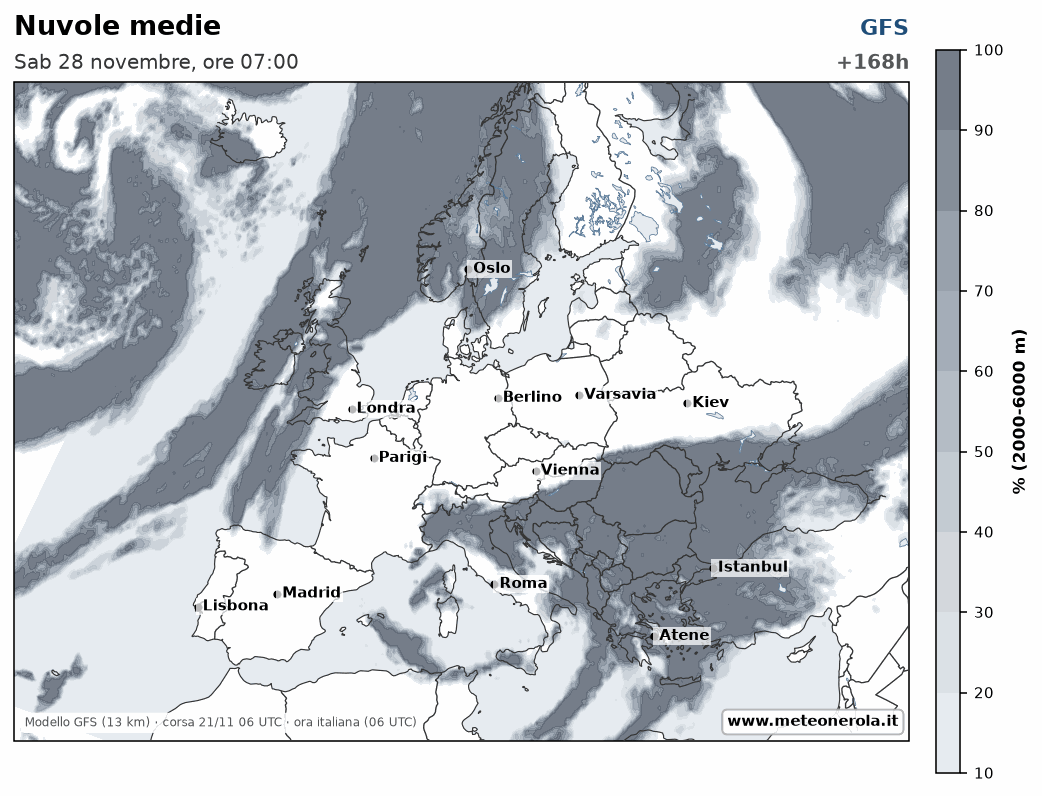 Nuvole medie
GFS
Sab 28 novembre, ore 07:00
+168h
100
90
80
70
60
50
40
30
20
10
% (2000-6000 m)
Oslo
Berlino
Varsavia
Kiev
Londra
Parigi
Vienna
Istanbul
Roma
Madrid
Lisbona
Atene
Modello GFS (13 km) · corsa 21/11 06 UTC · ora italiana (06 UTC)
www.meteonerola.it